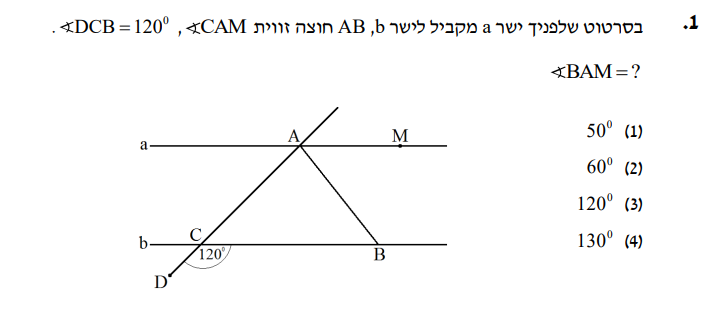 .1 בסרטוט שלפניך ישר a מקביל לישר b, AB חוצה זווית ∢CAM, ∢DCB = 120⁰.
∢BAM = ?
(1) 50⁰
(2) 60⁰
(3) 120⁰
(4) 130⁰
A
M
a
b
C
120⁰
B
D